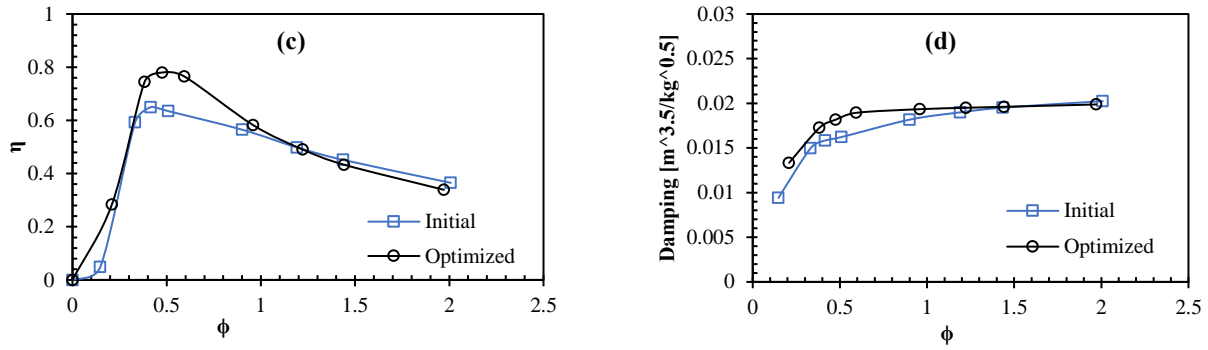 (c)
1
0.8
0.6
0.4
0.2
0
η
0
0.5
1
1.5
2
2.5
ϕ
Initial
Optimized
(d)
0.03
0.025
0.02
0.015
0.01
0.005
0
Damping [m^3.5/kg^0.5]
0
0.5
1
1.5
2
2.5
ϕ
Initial
Optimized